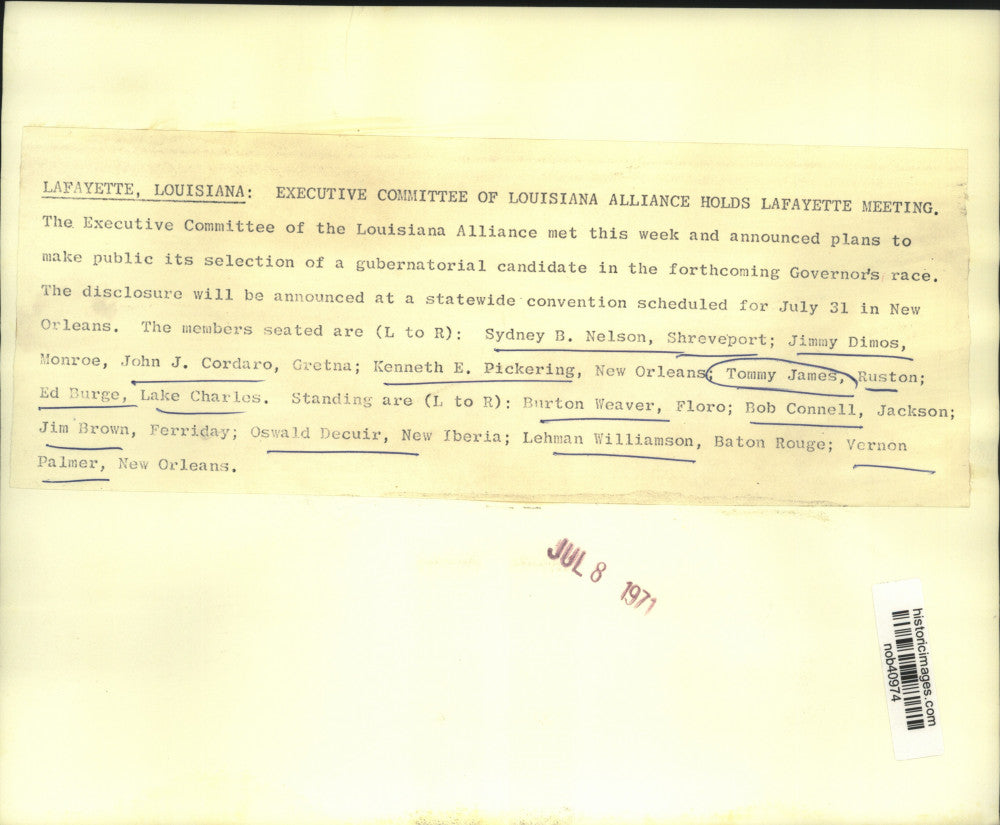 LAFAYETTE, LOUISIANA: EXECUTIVE COMMITTEE OF LOUISIANA ALLIANCE HOLDS LAFAYETTE MEETING.
The Executive Committee of the Louisiana Alliance met this week and announced plans to
make public its selection of a gubernatorial candidate in the forthcoming Governor's race.
The disclosure will be announced at a statewide convention scheduled for July 31 in New
Orleans. The members seated are (L to R): Sydney B. Nelson, Shreveport; Jimmy Dimos,
Monroe, John J. Cordaro, Gretna; Kenneth E. Pickering, New Orleans; Tommy James, Ruston;
Ed Burge, Lake Charles. Standing are (L to R): Burton Weaver, Floro; Bob Connell, Jackson;
Jim Brown, Ferriday; Oswald Decuir, New Iberia; Lehman Williamson, Baton Rouge; Vernon
Palmer, New Orleans.
JUL 8 1971
historicimages.com
nob40974